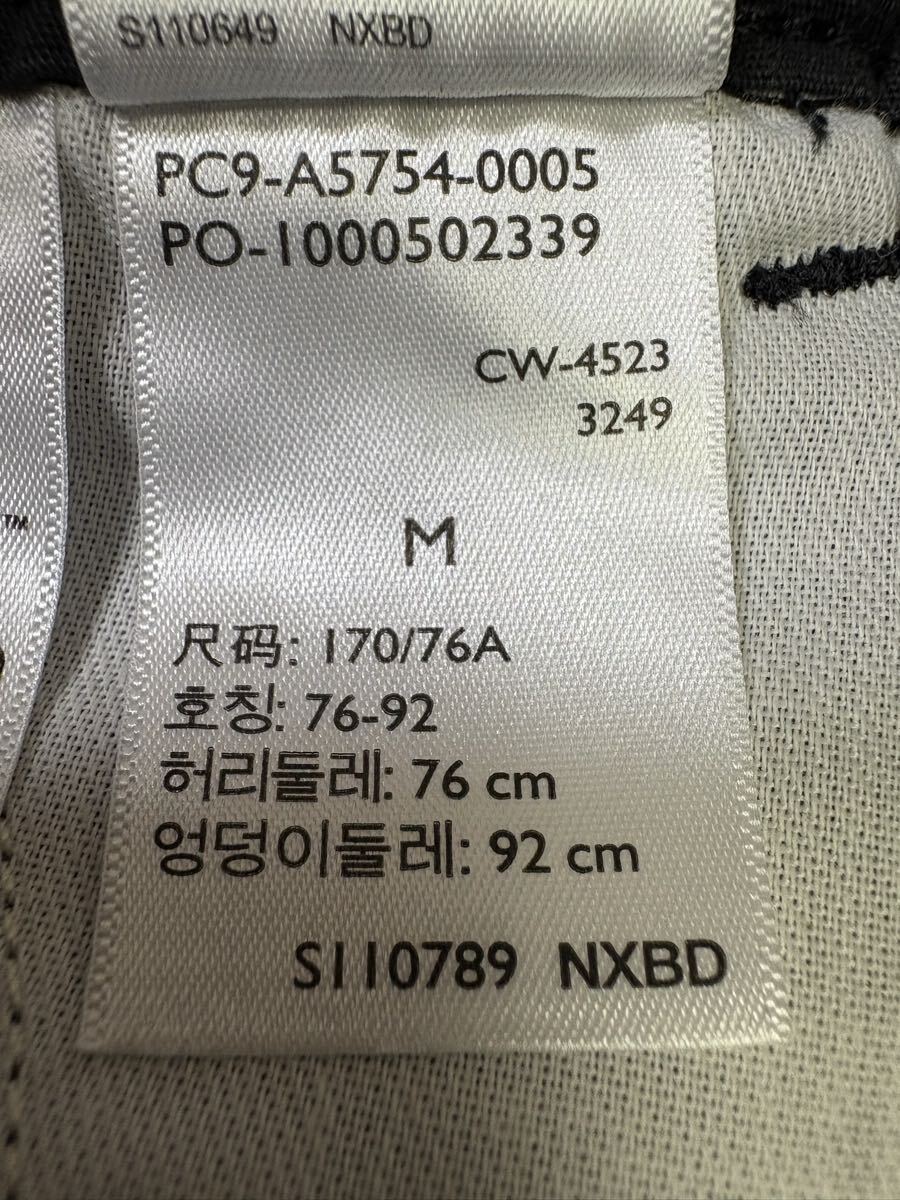 S110649 NXBD
PC9-A5754-0005
PO-1000502339
CW-4523
3249
TM
M
尺码: 170/76A
호칭: 76-92
허리둘레: 76 cm
엉덩이둘레: 92 cm
S110789 NXBD